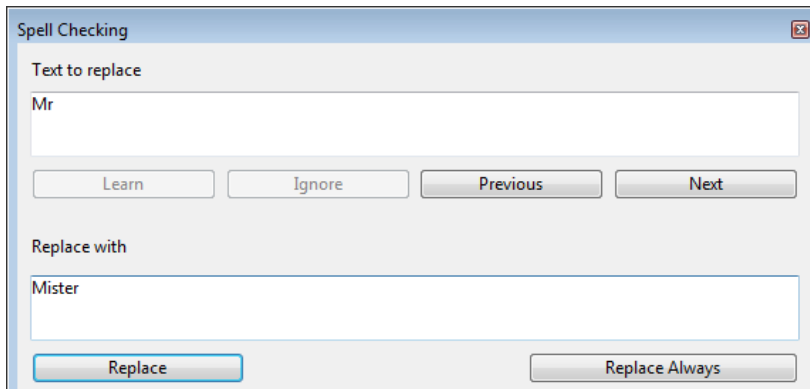 Spell Checking
Text to replace
Mr
Learn Ignore Previous Next
Replace with
Mister
Replace Replace Always